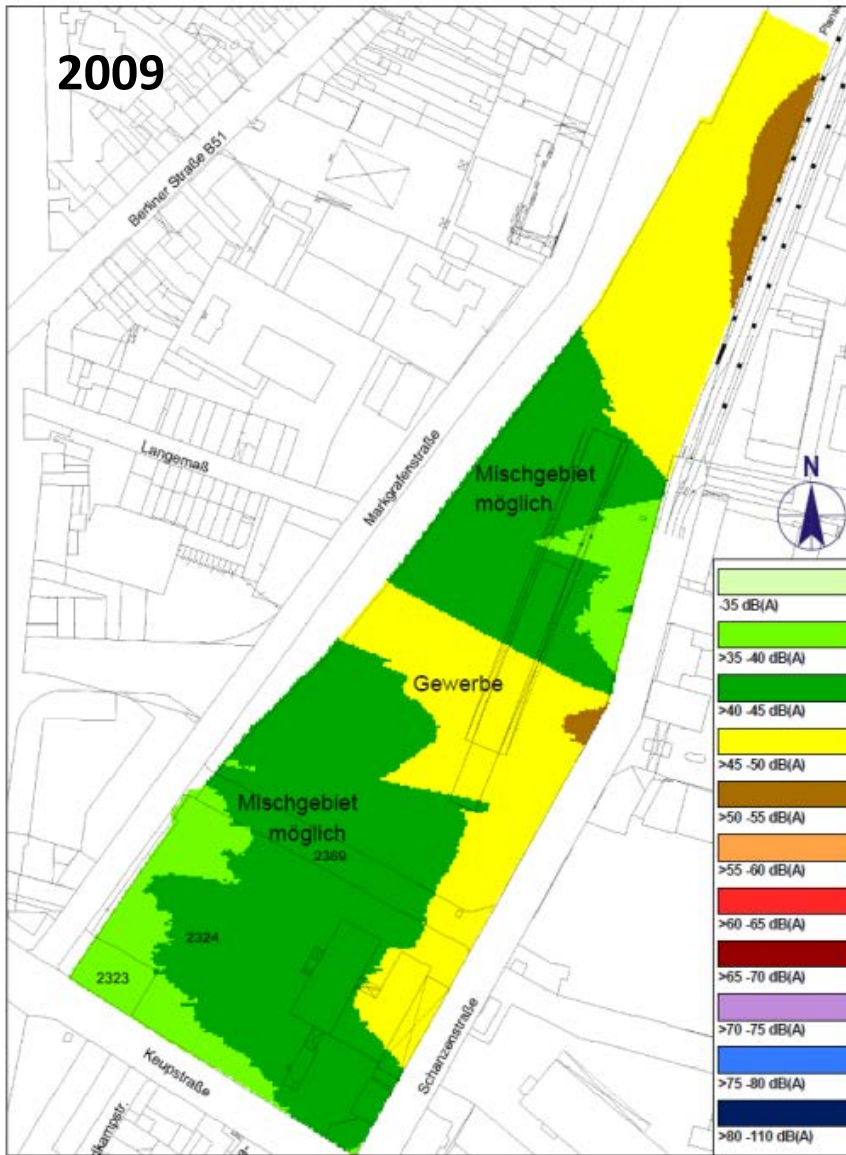 2009
Berliner Straße B51
Langemaß
Markgrafenstraße
N
Mischgebiet
möglich
Gewerbe
Mischgebiet
möglich
2369
2324
2323
Keupstraße
Schanzenstraße
dkampstr.
-35 dB(A)
>35 -40 dB(A)
>40 -45 dB(A)
>45 -50 dB(A)
>50 -55 dB(A)
>55 -60 dB(A)
>60 -65 dB(A)
>65 -70 dB(A)
>70 -75 dB(A)
>75 -80 dB(A)
>80 -110 dB(A)